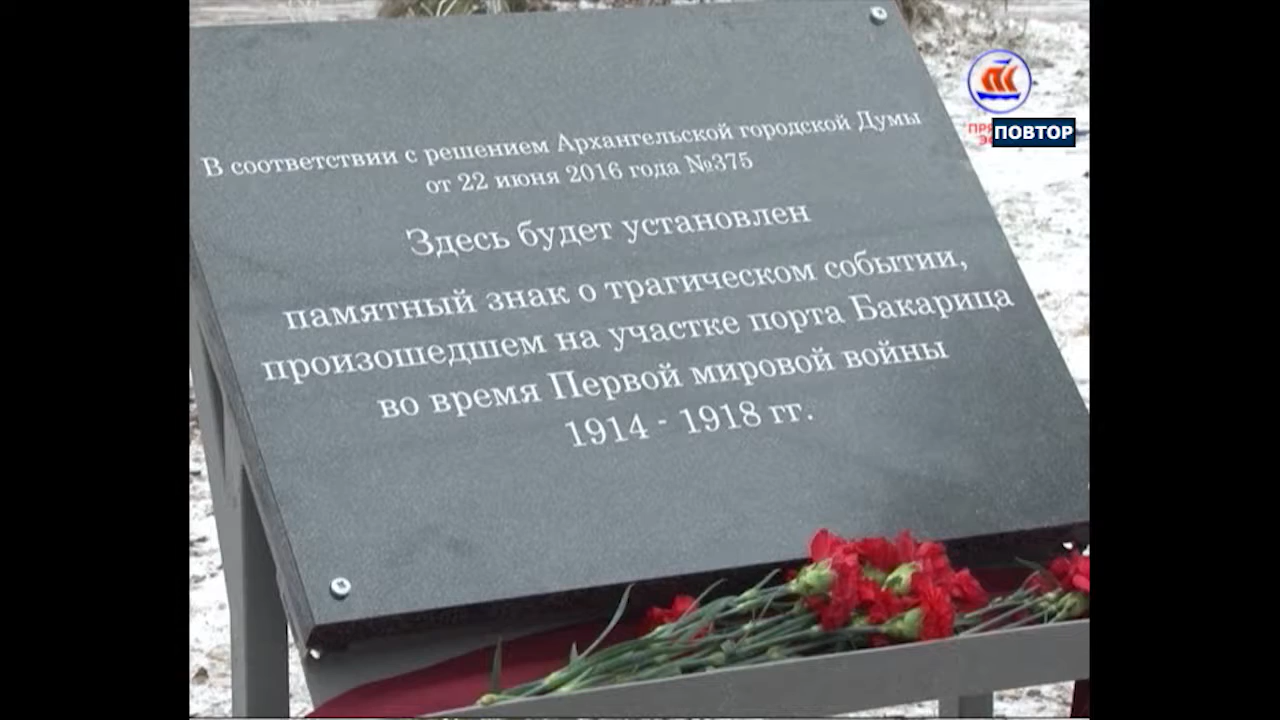 В соответствии с решением Архангельской городской Думы
от 22 июня 2016 года №375
Здесь будет установлен
памятный знак о трагическом событии,
произошедшем на участке порта Бакарица
во время Первой мировой войны
1914 - 1918 гг.
ПОВТОР